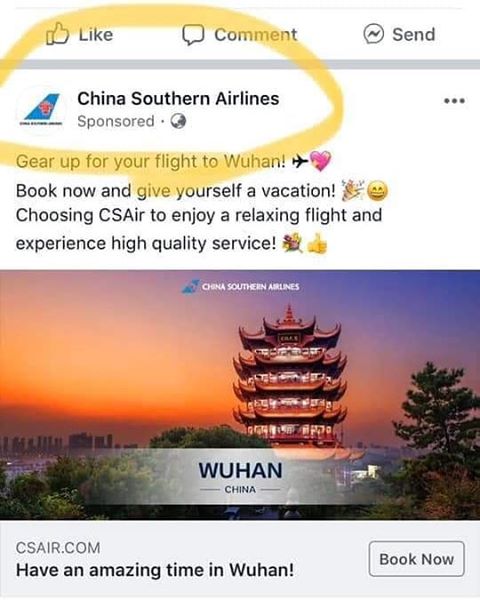 Like Comment Send
China Southern Airlines
Sponsored ·
Gear up for your flight to Wuhan! ✈💖
Book now and give yourself a vacation! 🎉😄
Choosing CSAir to enjoy a relaxing flight and
experience high quality service! 💐👍
CHINA SOUTHERN AIRLINES
WUHAN
CHINA
CSAIR.COM
Have an amazing time in Wuhan!
Book Now